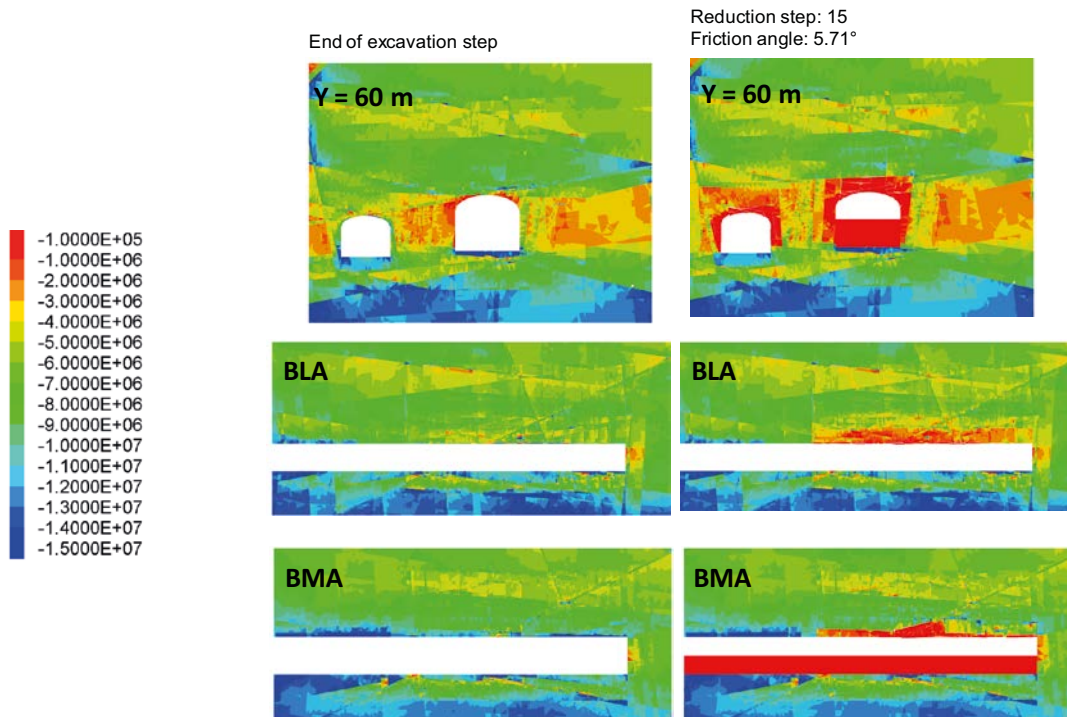 End of excavation step
Reduction step: 15
Friction angle: 5.71°
Y = 60 m
Y = 60 m
-1.0000E+05
-1.0000E+06
-2.0000E+06
-3.0000E+06
-4.0000E+06
-5.0000E+06
-6.0000E+06
-7.0000E+06
-8.0000E+06
-9.0000E+06
-1.0000E+07
-1.1000E+07
-1.2000E+07
-1.3000E+07
-1.4000E+07
-1.5000E+07
BLA
BLA
BMA
BMA